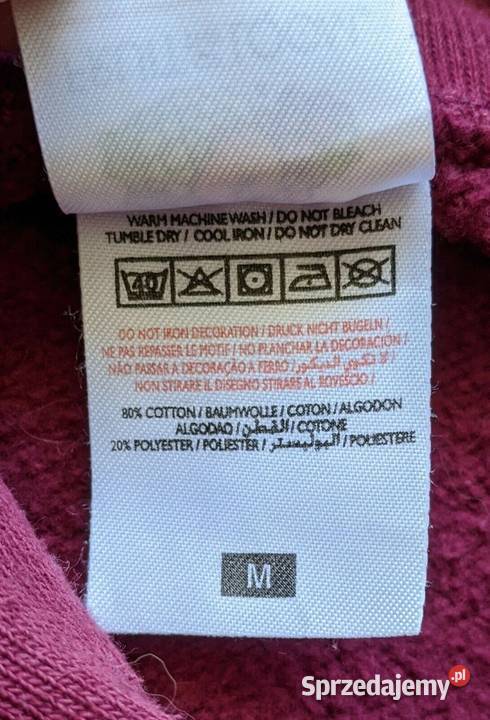 WARM MACHINE WASH / DO NOT BLEACH
TUMBLE DRY / COOL IRON / DO NOT DRY CLEAN
40
DO NOT IRON DECORATION / DRUCK NICHT BUGELN /
NE PAS REPASSER LE MOTIF / NO PLANCHAR LA DECORACION /
NÃO PASSAR A DECORAÇÃO A FERRO / لا تكوي الديكور /
NON STIRARE IL DISEGNO STIRARE AL ROVESCIO /
80% COTTON / BAUMWOLLE / COTON / ALGODON
ALGODAO / القطن / COTONE
20% POLYESTER / POLIESTER / البوليستر / POLIESTERE
M
Sprzedajemy.pl